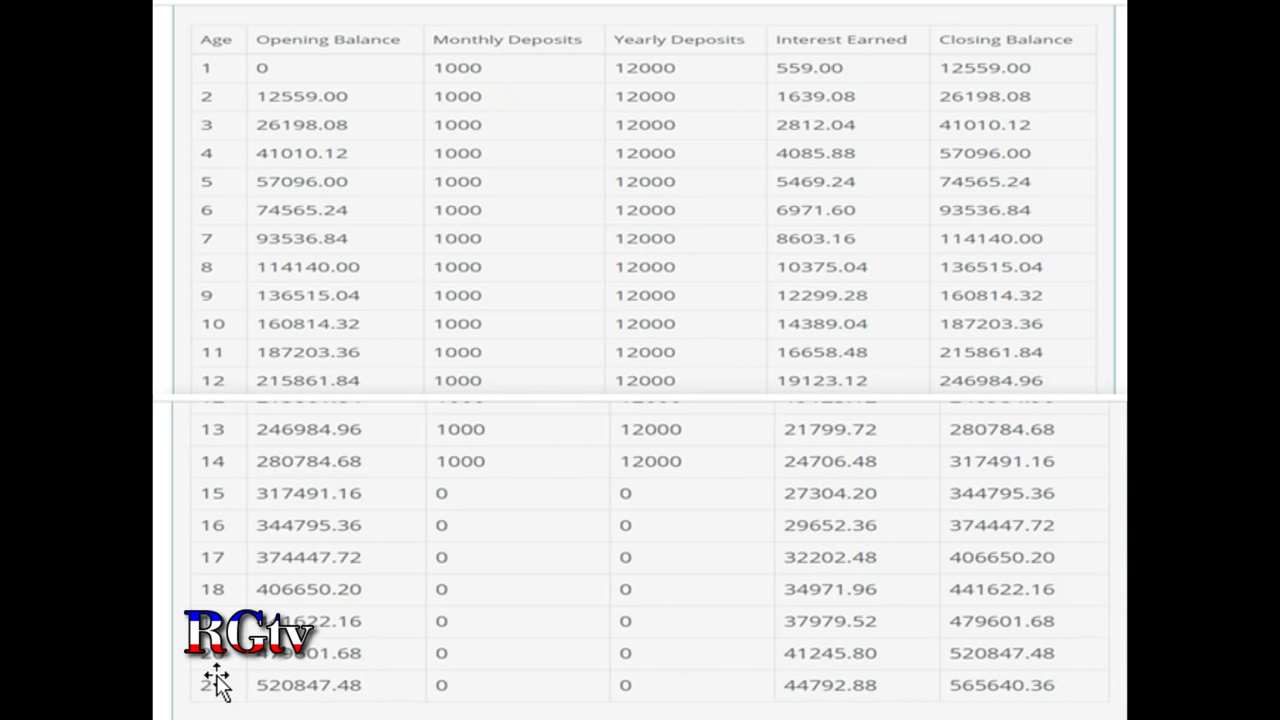 Age Opening Balance Monthly Deposits Yearly Deposits Interest Earned Closing Balance
1 0 1000 12000 559.00 12559.00
2 12559.00 1000 12000 1639.08 26198.08
3 26198.08 1000 12000 2812.04 41010.12
4 41010.12 1000 12000 4085.88 57096.00
5 57096.00 1000 12000 5469.24 74565.24
6 74565.24 1000 12000 6971.60 93536.84
7 93536.84 1000 12000 8603.16 114140.00
8 114140.00 1000 12000 10375.04 136515.04
9 136515.04 1000 12000 12299.28 160814.32
10 160814.32 1000 12000 14389.04 187203.36
11 187203.36 1000 12000 16658.48 215861.84
12 215861.84 1000 12000 19123.12 246984.96
13 246984.96 1000 12000 21799.72 280784.68
14 280784.68 1000 12000 24706.48 317491.16
15 317491.16 0 0 27304.20 344795.36
16 344795.36 0 0 29652.36 374447.72
17 374447.72 0 0 32202.48 406650.20
18 406650.20 0 0 34971.96 441622.16
RGtv
0 0 37979.52 479601.68
0 0 41245.80 520847.48
520847.48 0 0 44792.88 565640.36